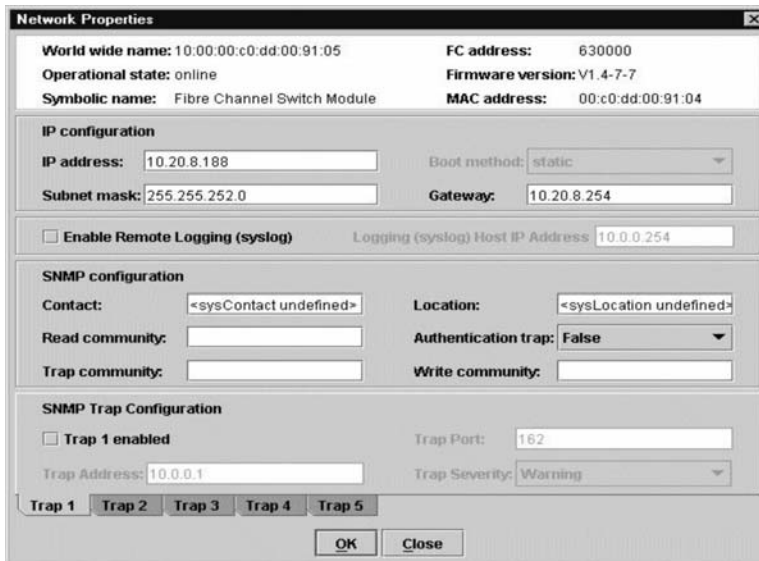 Network Properties
World wide name: 10:00:00:c0:dd:00:91:05 FC address: 630000
Operational state: online Firmware version: V1.4-7-7
Symbolic name: Fibre Channel Switch Module MAC address: 00:c0:dd:00:91:04
IP configuration
IP address: 10.20.8.188 Boot method: static
Subnet mask: 255.255.252.0 Gateway: 10.20.8.254
Enable Remote Logging (syslog) Logging (syslog) Host IP Address 10.0.0.254
SNMP configuration
Contact: <sysContact undefined> Location: <sysLocation undefined>
Read community: Authentication trap: False
Trap community: Write community:
SNMP Trap Configuration
Trap 1 enabled Trap Port: 162
Trap Address: 10.0.0.1 Trap Severity: Warning
Trap 1 Trap 2 Trap 3 Trap 4 Trap 5
OK Close